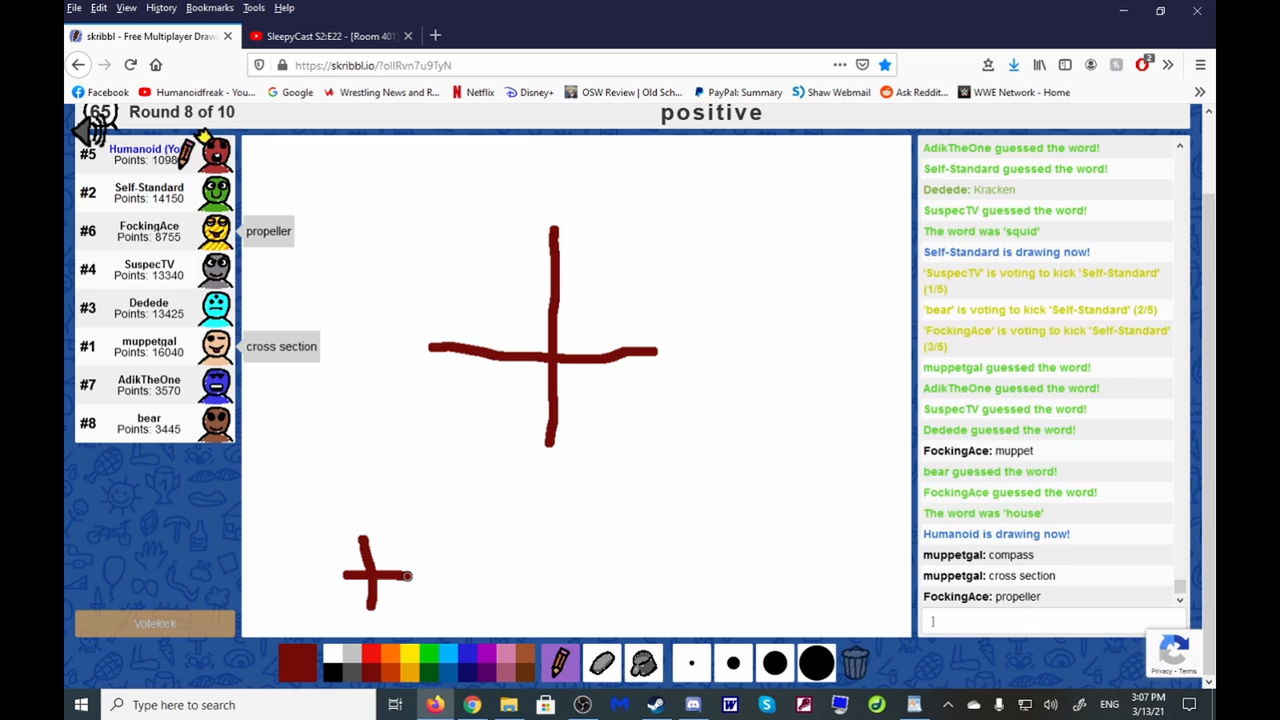 File Edit View History Bookmarks Tools Help
skribbl - Free Multiplayer Draw
SleepyCast S2:E22 - [Room 401]
https://skribbl.io/?olIRvn7u9TyN
Facebook Humanoidfreak - You... Google Wrestling News and R... Netflix Disney+ OSW Review | Old Sch... PayPal: Summary Shaw Webmail Ask Reddit... WWE Network - Home
65 Round 8 of 10
positive
#5 Humanoid (Yo
Points: 1098
#2 Self-Standard
Points: 14150
#6 FockingAce
Points: 8755
propeller
#4 SuspecTV
Points: 13340
#3 Dedede
Points: 13425
#1 muppetgal
Points: 16040
cross section
#7 AdikTheOne
Points: 3570
#8 bear
Points: 3445
Votekick
AdikTheOne guessed the word!
Self-Standard guessed the word!
Dedede: Kracken
SuspecTV guessed the word!
The word was 'squid'
Self-Standard is drawing now!
'SuspecTV' is voting to kick 'Self-Standard'
(1/5)
'bear' is voting to kick 'Self-Standard' (2/5)
'FockingAce' is voting to kick 'Self-Standard'
(3/5)
muppetgal guessed the word!
AdikTheOne guessed the word!
SuspecTV guessed the word!
Dedede guessed the word!
FockingAce: muppet
bear guessed the word!
FockingAce guessed the word!
The word was 'house'
Humanoid is drawing now!
muppetgal: compass
muppetgal: cross section
FockingAce: propeller
]
Privacy - Terms
Type here to search
3:07 PM
3/13/21